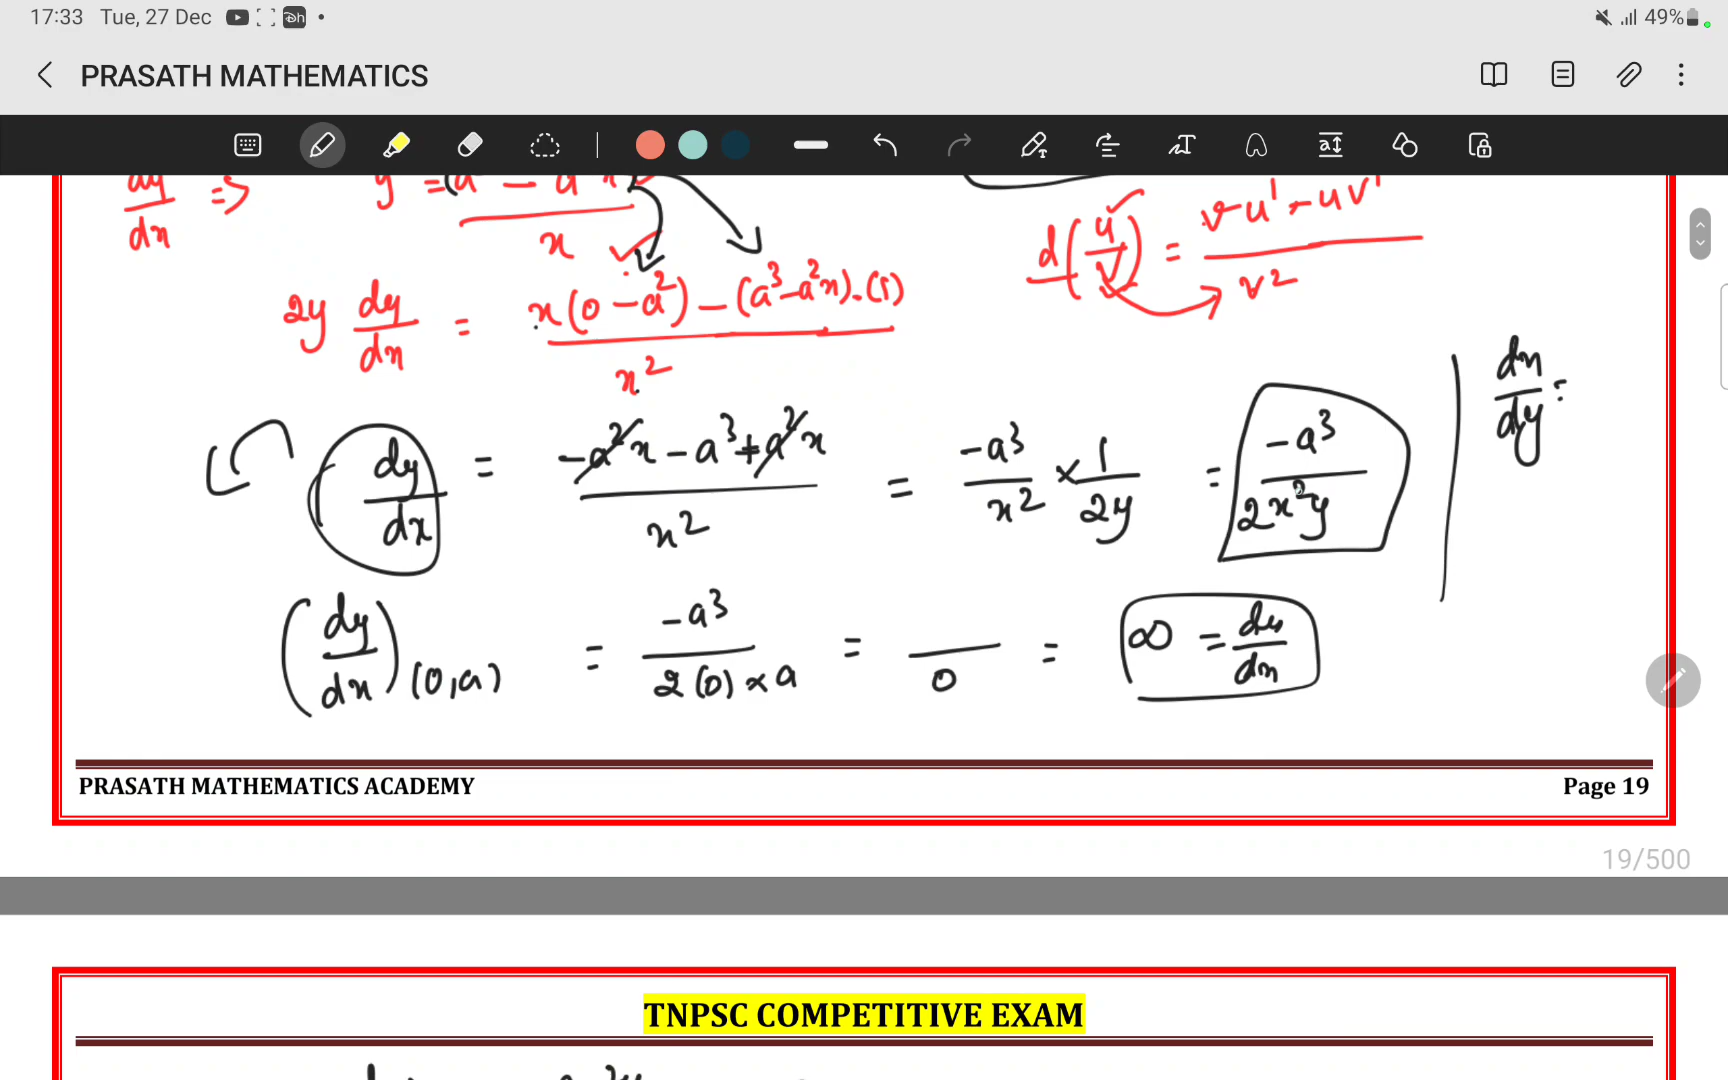 17:33 Tue, 27 Dec 49%
PRASATH MATHEMATICS
dy/dx => y = (a - a x)/x
d(u/v) = (vu' - uv')/v²
2y dy/dx = (x(0 - a²) - (a³ - a²x).(1))/x²
dy/dx = (-a²x - a³ + a²x)/x² = -a³/x² × 1/2y = -a³/2x²y
dx/dy =
(dy/dx)(0,a) = -a³/(2(0) × a) = /0 = ∞ = dy/dx
PRASATH MATHEMATICS ACADEMY Page 19
19/500
TNPSC COMPETITIVE EXAM